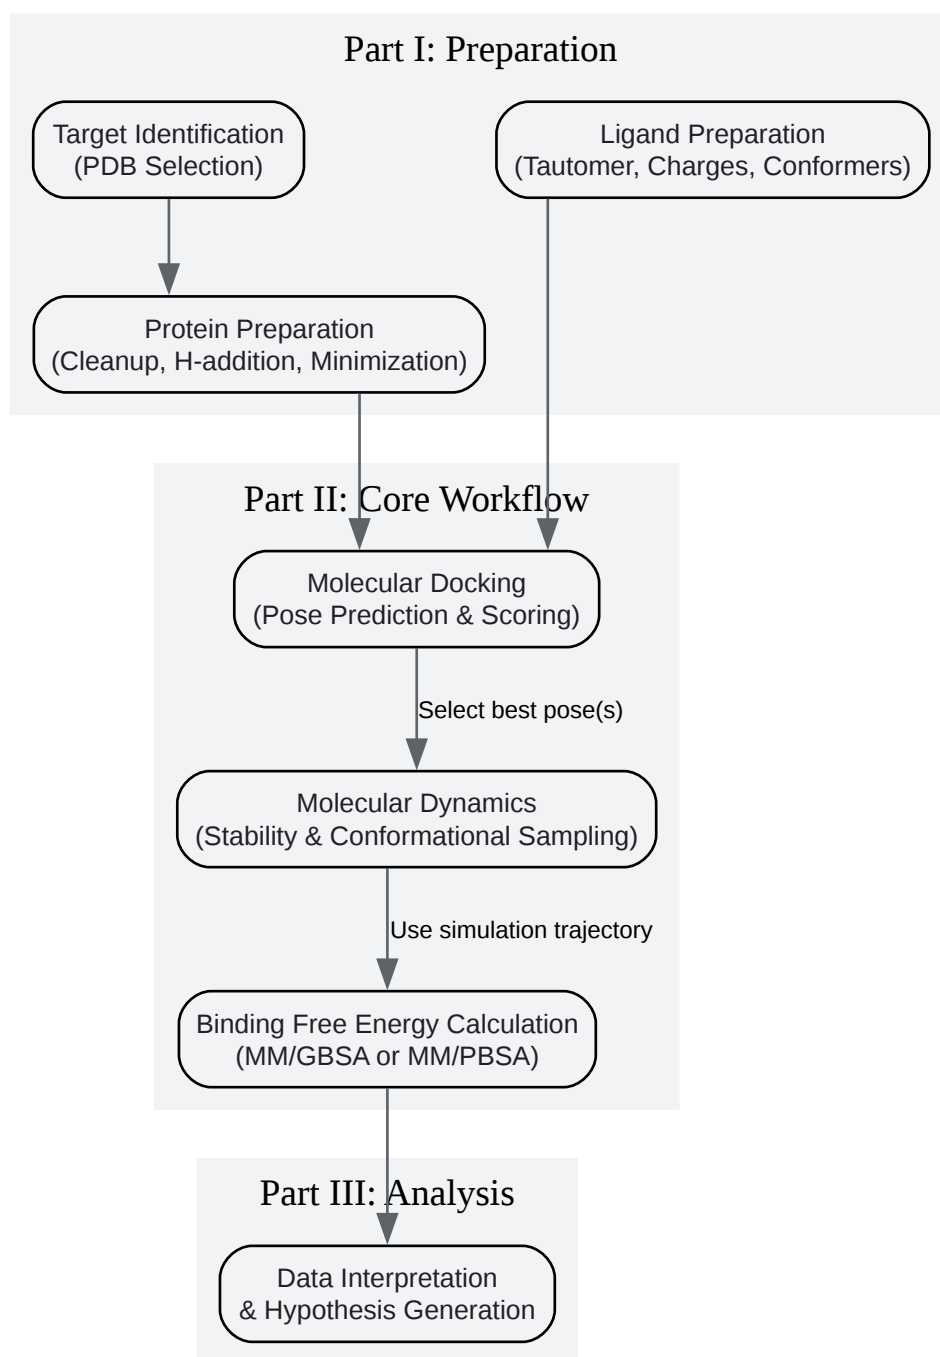 Part I: Preparation
Target Identification
(PDB Selection)
Ligand Preparation
(Tautomer, Charges, Conformers)
Protein Preparation
(Cleanup, H-addition, Minimization)
Part II: Core Workflow
Molecular Docking
(Pose Prediction & Scoring)
Select best pose(s)
Molecular Dynamics
(Stability & Conformational Sampling)
Use simulation trajectory
Binding Free Energy Calculation
(MM/GBSA or MM/PBSA)
Part III: Analysis
Data Interpretation
& Hypothesis Generation